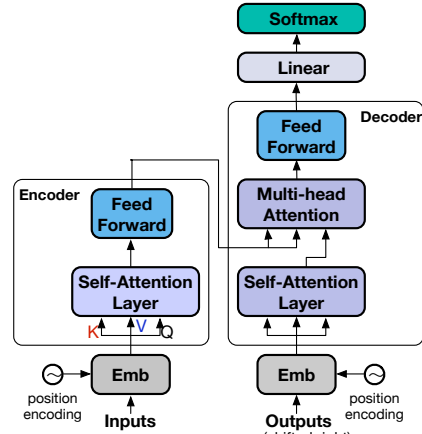 Softmax
Linear
Decoder
Feed
Forward
Multi-head
Attention
Encoder
Feed
Forward
Self-Attention
Layer
K
V
Q
Self-Attention
Layer
Emb
position
encoding
Inputs
Emb
position
encoding
Outputs